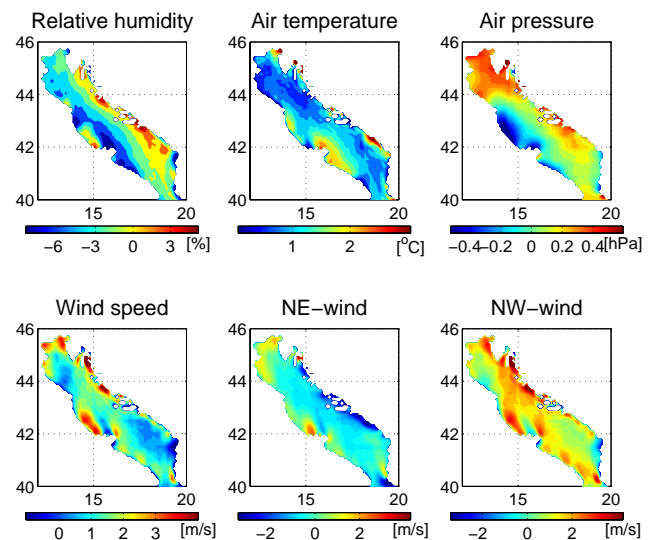 Relative humidity Air temperature Air pressure
46 46 46
44 44 44
42 42 42
40 40 40
15 20 15 20 15 20
−6 −3 0 3 [%] 1 2 [°C] −0.4 −0.2 0 0.2 0.4 [hPa]
Wind speed NE−wind NW−wind
46 46 46
44 44 44
42 42 42
40 40 40
15 20 15 20 15 20
0 1 2 3 [m/s] −2 0 2 [m/s] −2 0 2 [m/s]